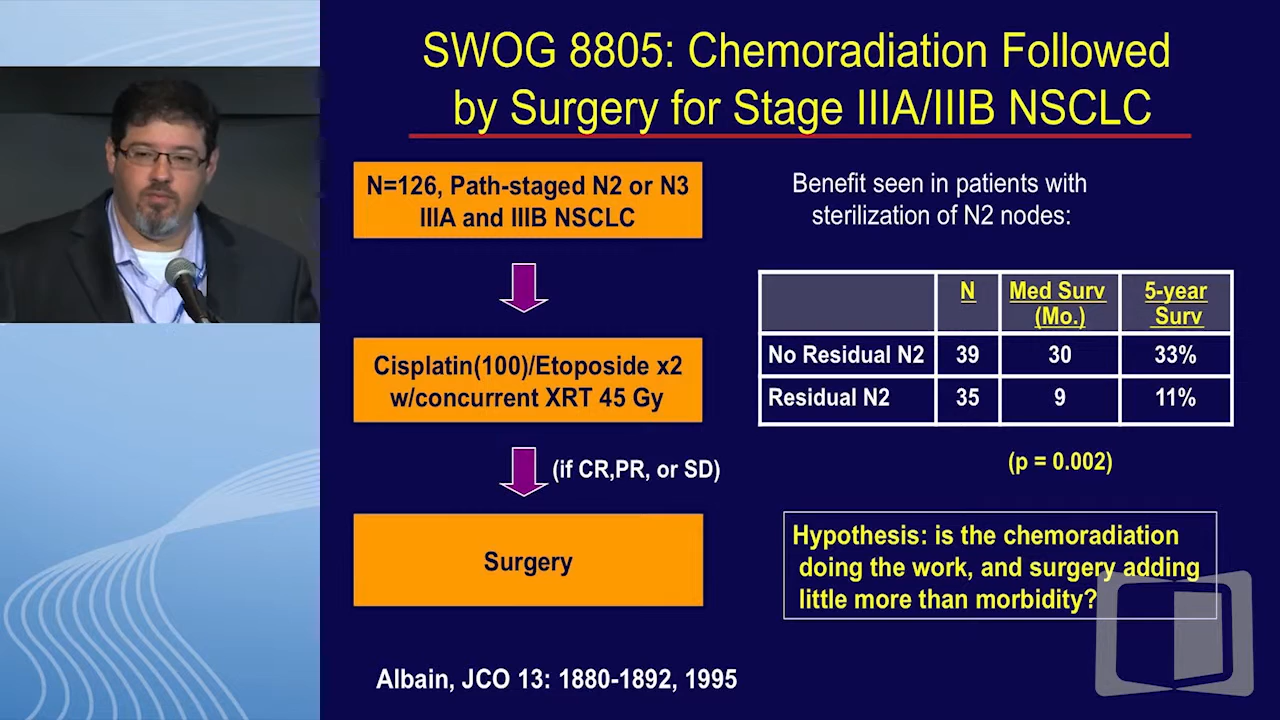 SWOG 8805: Chemoradiation Followed
by Surgery for Stage IIIA/IIIB NSCLC
N=126, Path-staged N2 or N3
IIIA and IIIB NSCLC
Cisplatin(100)/Etoposide x2
w/concurrent XRT 45 Gy
(if CR,PR, or SD)
Surgery
Benefit seen in patients with
sterilization of N2 nodes:
N Med Surv (Mo.) 5-year Surv
No Residual N2 39 30 33%
Residual N2 35 9 11%
(p = 0.002)
Hypothesis: is the chemoradiation
doing the work, and surgery adding
little more than morbidity?
Albain, JCO 13: 1880-1892, 1995